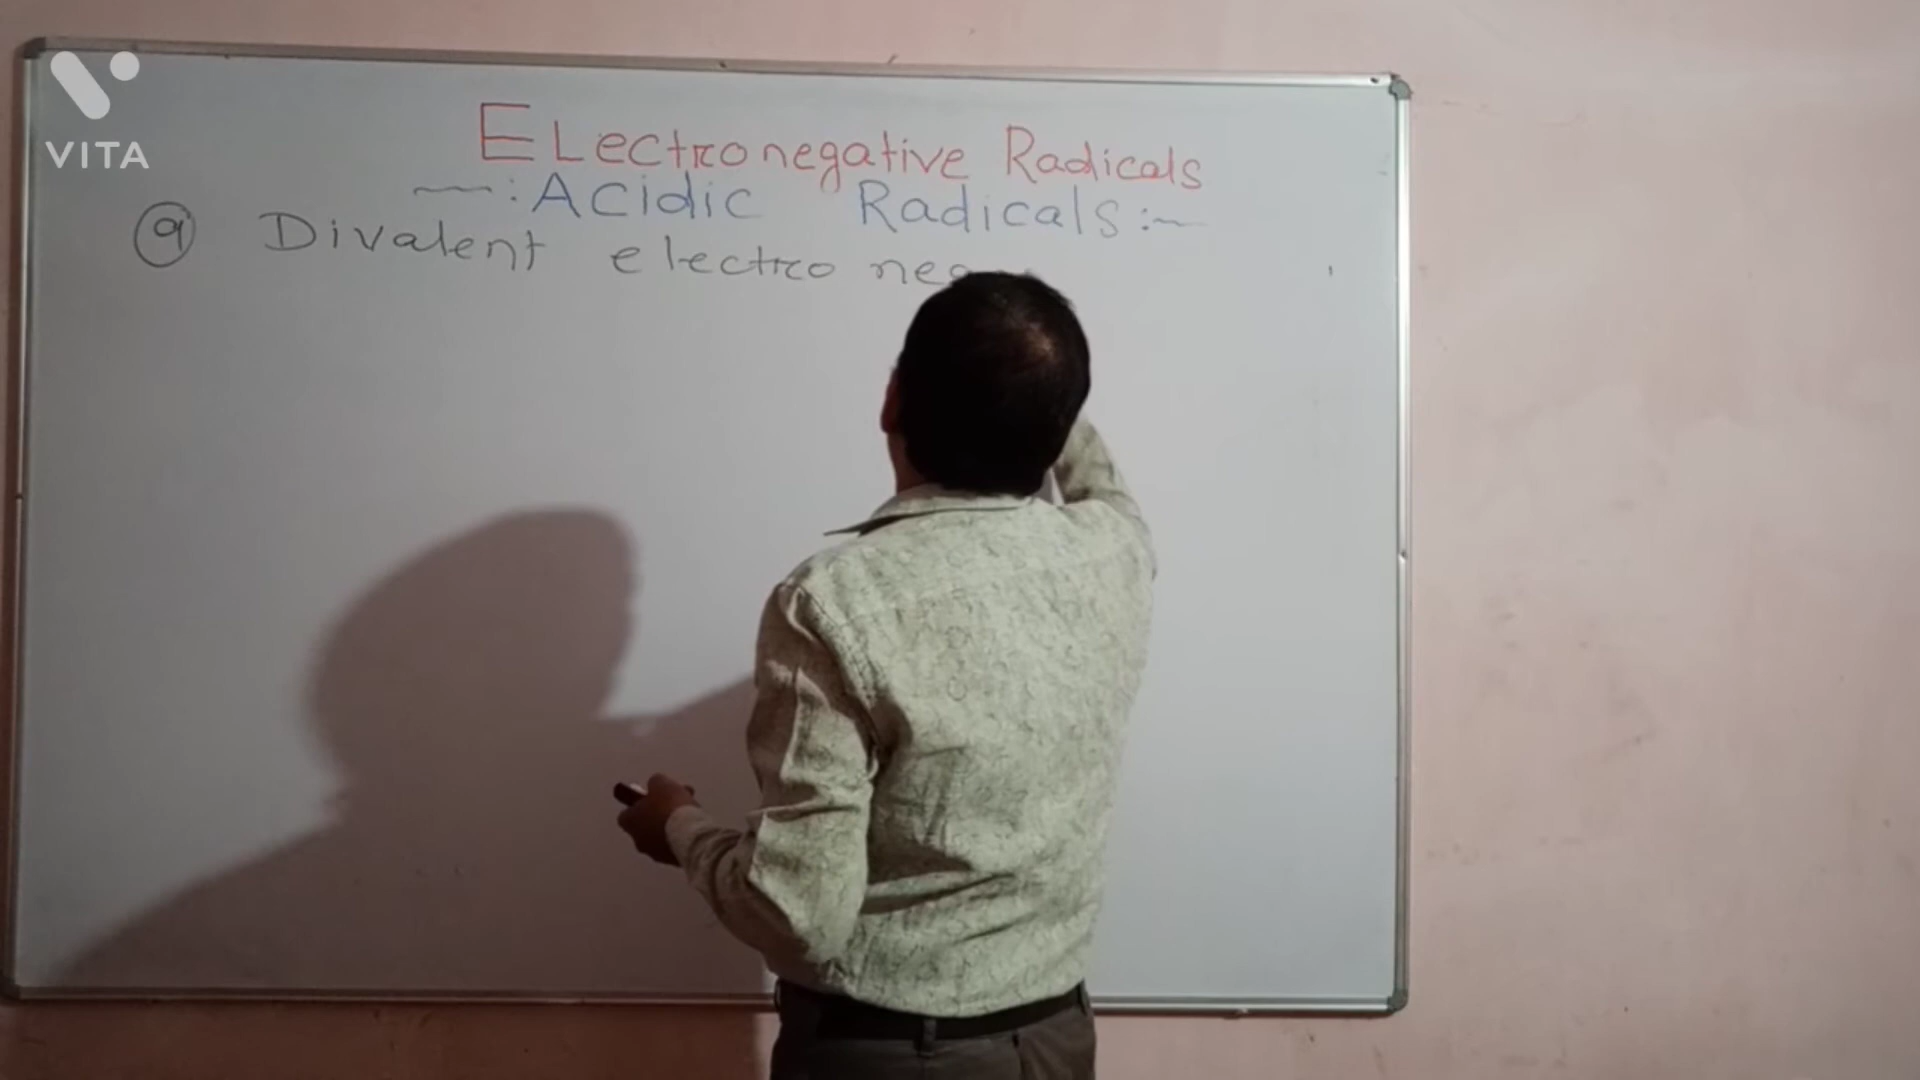 VITA
ELectronegative Radicals
~:Acidic Radicals:~
(a) Divalent electro neg